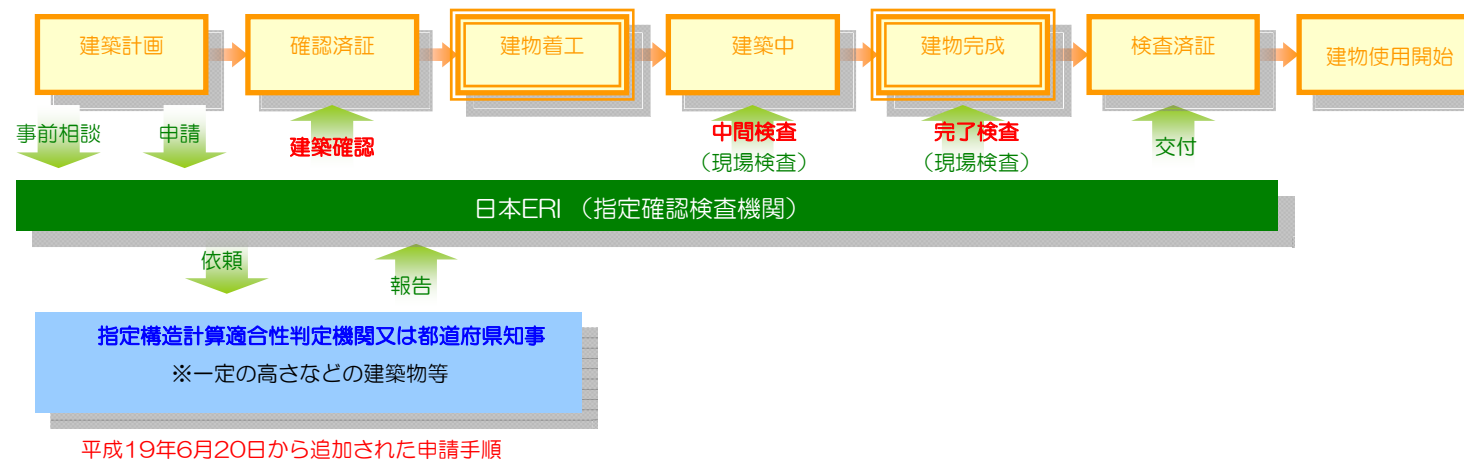 建築計画
確認済証
建物着工
建築中
建物完成
検査済証
建物使用開始
事前相談
申請
建築確認
中間検査
（現場検査）
完了検査
（現場検査）
交付
日本ERI （指定確認検査機関）
依頼
報告
指定構造計算適合性判定機関又は都道府県知事
※一定の高さなどの建築物等
平成19年6月20日から追加された申請手順